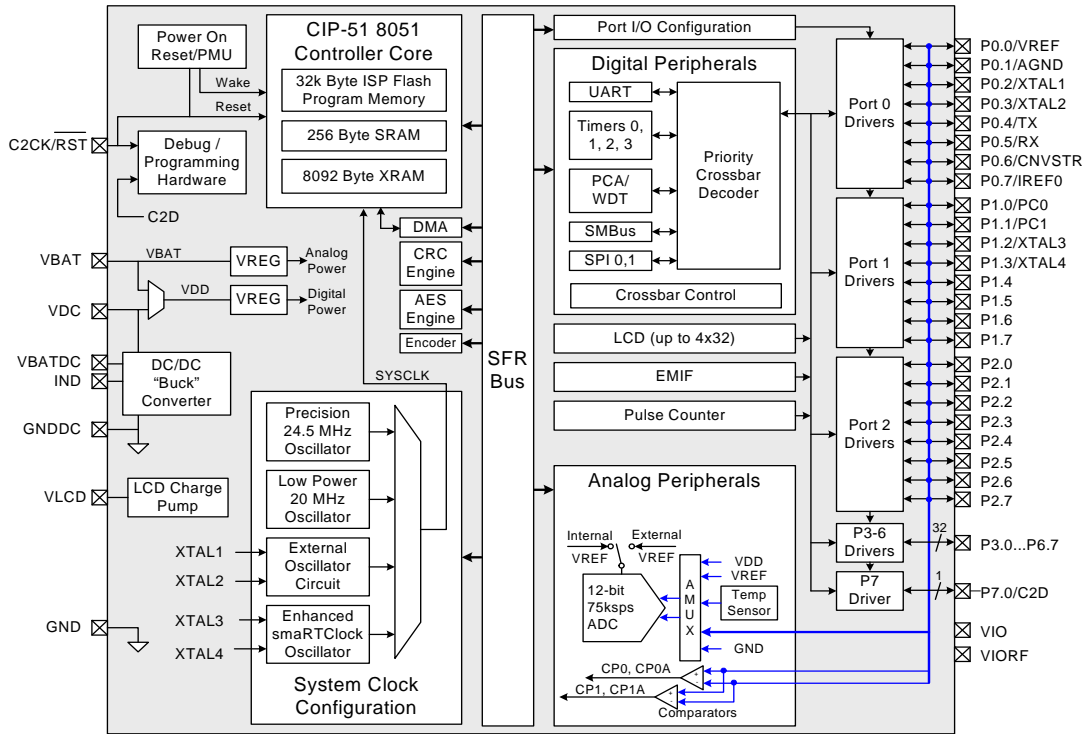 Power On
Reset/PMU
Wake
Reset
C2CK/RST
Debug /
Programming
Hardware
C2D
CIP-51 8051
Controller Core
32k Byte ISP Flash
Program Memory
256 Byte SRAM
8092 Byte XRAM
DMA
CRC
Engine
AES
Engine
Encoder
VBAT
VBAT
VREG
Analog
Power
VDC
VDD
VREG
Digital
Power
VBATDC
IND
DC/DC
“Buck”
Converter
GNDDC
VLCD
LCD Charge
Pump
SYSCLK
Precision
24.5 MHz
Oscillator
Low Power
20 MHz
Oscillator
XTAL1
XTAL2
External
Oscillator
Circuit
XTAL3
XTAL4
Enhanced
smaRTClock
Oscillator
GND
System Clock
Configuration
SFR
Bus
Port I/O Configuration
Digital Peripherals
UART
Timers 0,
1, 2, 3
PCA/
WDT
SMBus
SPI 0,1
Priority
Crossbar
Decoder
Crossbar Control
LCD (up to 4x32)
EMIF
Pulse Counter
Analog Peripherals
Internal
VREF
External
VREF
12-bit
75ksps
ADC
A
M
U
X
VDD
VREF
Temp
Sensor
GND
CP0, CP0A
+
-
CP1, CP1A
+
-
Comparators
Port 0
Drivers
Port 1
Drivers
Port 2
Drivers
P3-6
Drivers
P7
Driver
32
1
P0.0/VREF
P0.1/AGND
P0.2/XTAL1
P0.3/XTAL2
P0.4/TX
P0.5/RX
P0.6/CNVSTR
P0.7/IREF0
P1.0/PC0
P1.1/PC1
P1.2/XTAL3
P1.3/XTAL4
P1.4
P1.5
P1.6
P1.7
P2.0
P2.1
P2.2
P2.3
P2.4
P2.5
P2.6
P2.7
P3.0...P6.7
P7.0/C2D
VIO
VIORF